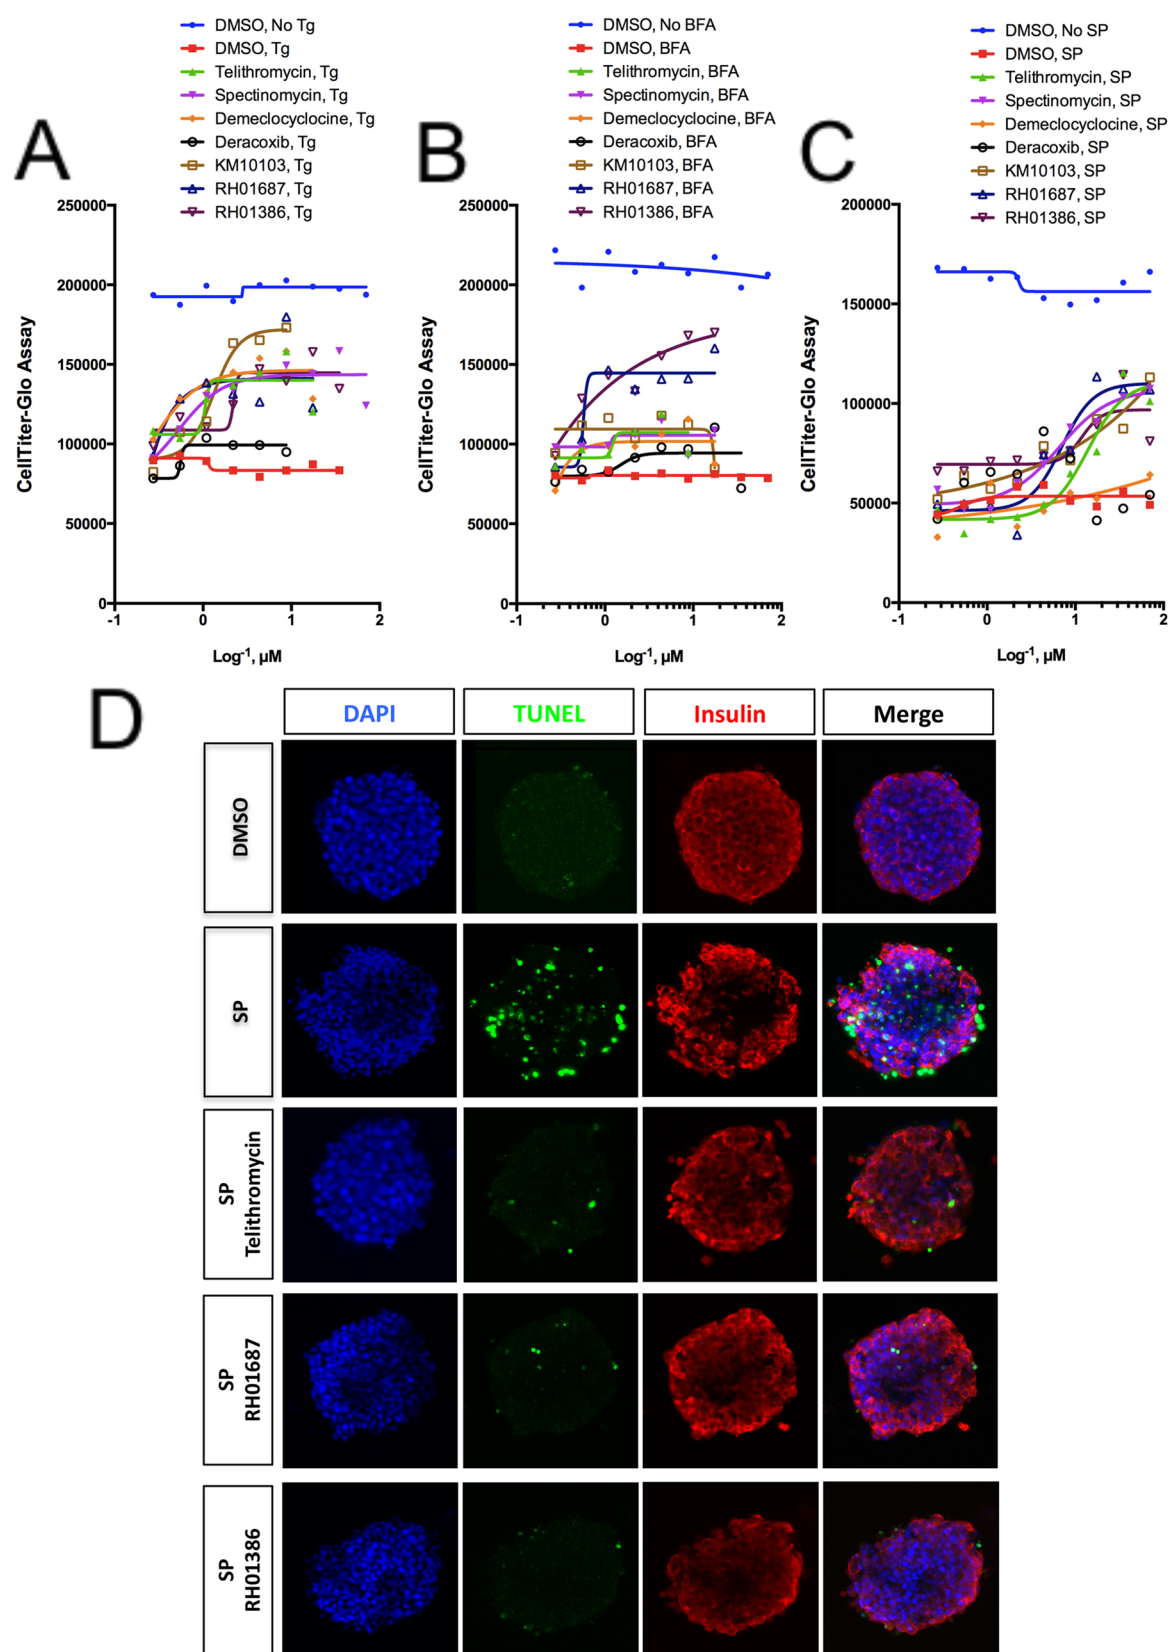 A
DMSO, No Tg
DMSO, Tg
Telithromycin, Tg
Spectinomycin, Tg
Demeclocyclocine, Tg
Deracoxib, Tg
KM10103, Tg
RH01687, Tg
RH01386, Tg
CellTiter-Glo Assay
250000
200000
150000
100000
50000
0
-1
0
1
2
Log-1, µM
B
DMSO, No BFA
DMSO, BFA
Telithromycin, BFA
Spectinomycin, BFA
Demeclocyclocine, BFA
Deracoxib, BFA
KM10103, BFA
RH01687, BFA
RH01386, BFA
CellTiter-Glo Assay
250000
200000
150000
100000
50000
0
-1
0
1
2
Log-1, µM
C
DMSO, No SP
DMSO, SP
Telithromycin, SP
Spectinomycin, SP
Demeclocyclocine, SP
Deracoxib, SP
KM10103, SP
RH01687, SP
RH01386, SP
CellTiter-Glo Assay
200000
150000
100000
50000
0
-1
0
1
2
Log-1, µM
D
DAPI
TUNEL
Insulin
Merge
DMSO
SP
SP
Telithromycin
SP
RH01687
SP
RH01386